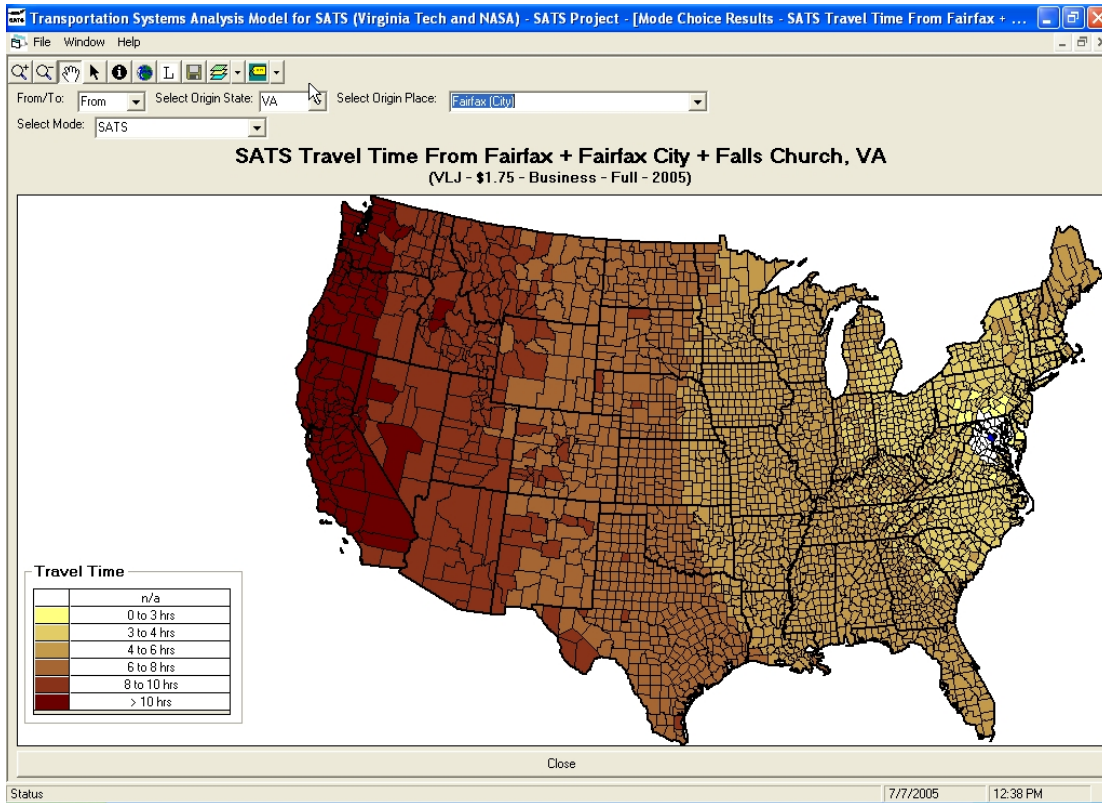 Transportation Systems Analysis Model for SATS (Virginia Tech and NASA) - SATS Project - [Mode Choice Results - SATS Travel Time From Fairfax + ...
File Window Help
L
From/To: From Select Origin State: VA Select Origin Place: Fairfax (City)
Select Mode: SATS
SATS Travel Time From Fairfax + Fairfax City + Falls Church, VA
(VLJ - $1.75 - Business - Full - 2005)
Travel Time
n/a
0 to 3 hrs
3 to 4 hrs
4 to 6 hrs
6 to 8 hrs
8 to 10 hrs
> 10 hrs
Close
Status 7/7/2005 12:38 PM